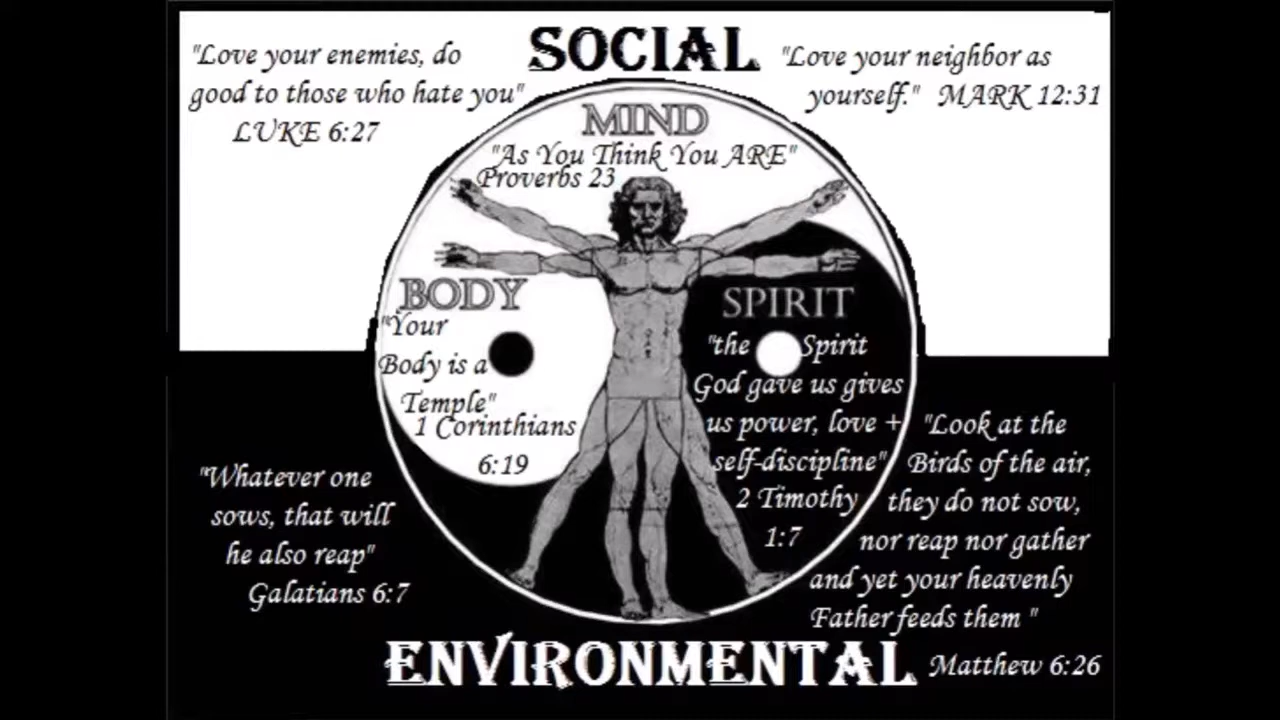 SOCIAL
"Love your enemies, do
good to those who hate you"
LUKE 6:27
"Love your neighbor as
yourself." MARK 12:31
MIND
"As You Think You ARE"
Proverbs 23
BODY
"Your
Body is a
Temple"
1 Corinthians
6:19
SPIRIT
"the Spirit
God gave us gives
us power, love +
self-discipline"
2 Timothy
1:7
"Whatever one
sows, that will
he also reap"
Galatians 6:7
"Look at the
Birds of the air,
they do not sow,
nor reap nor gather
and yet your heavenly
Father feeds them "
Matthew 6:26
ENVIRONMENTAL